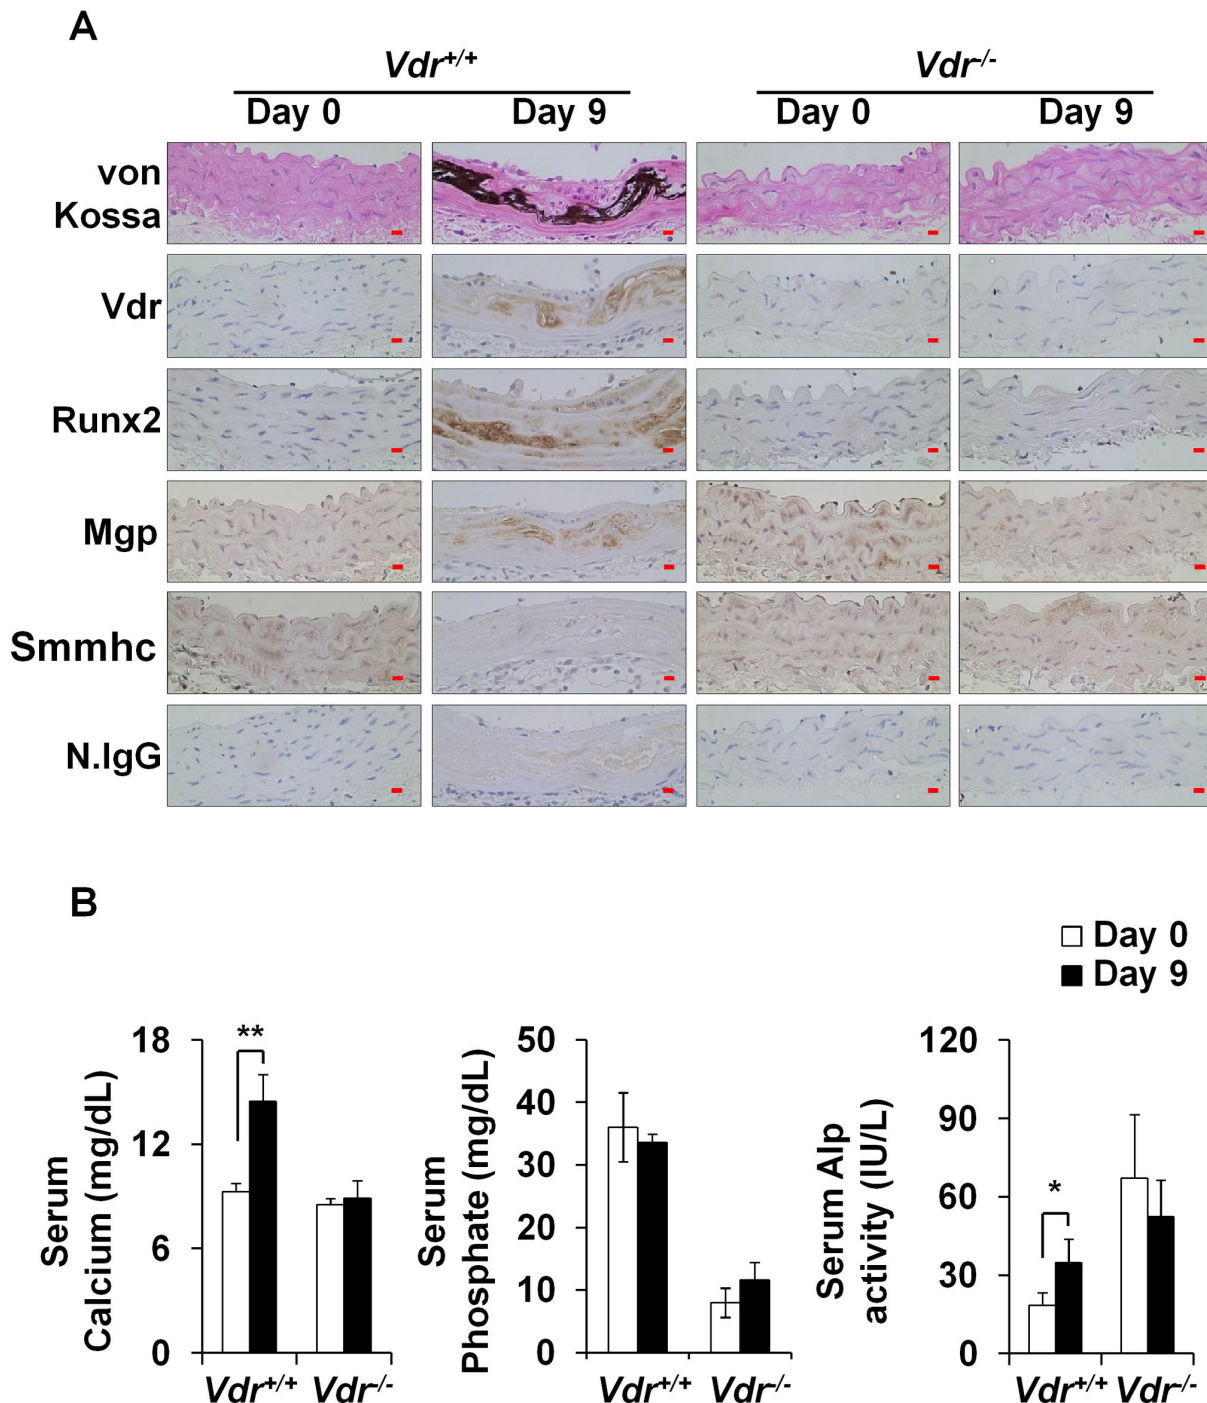 A
Vdr+/+ Vdr-/-
Day 0 Day 9 Day 0 Day 9
von
Kossa
Vdr
Runx2
Mgp
Smmhc
N.IgG
B
Day 0
Day 9
Serum
Calcium (mg/dL)
18
12
6
0
**
Vdr+/+ Vdr-/-
Serum
Phosphate (mg/dL)
50
40
30
20
10
0
Vdr+/+ Vdr-/-
Serum Alp
activity (IU/L)
120
90
60
30
0
*
Vdr+/+ Vdr-/-